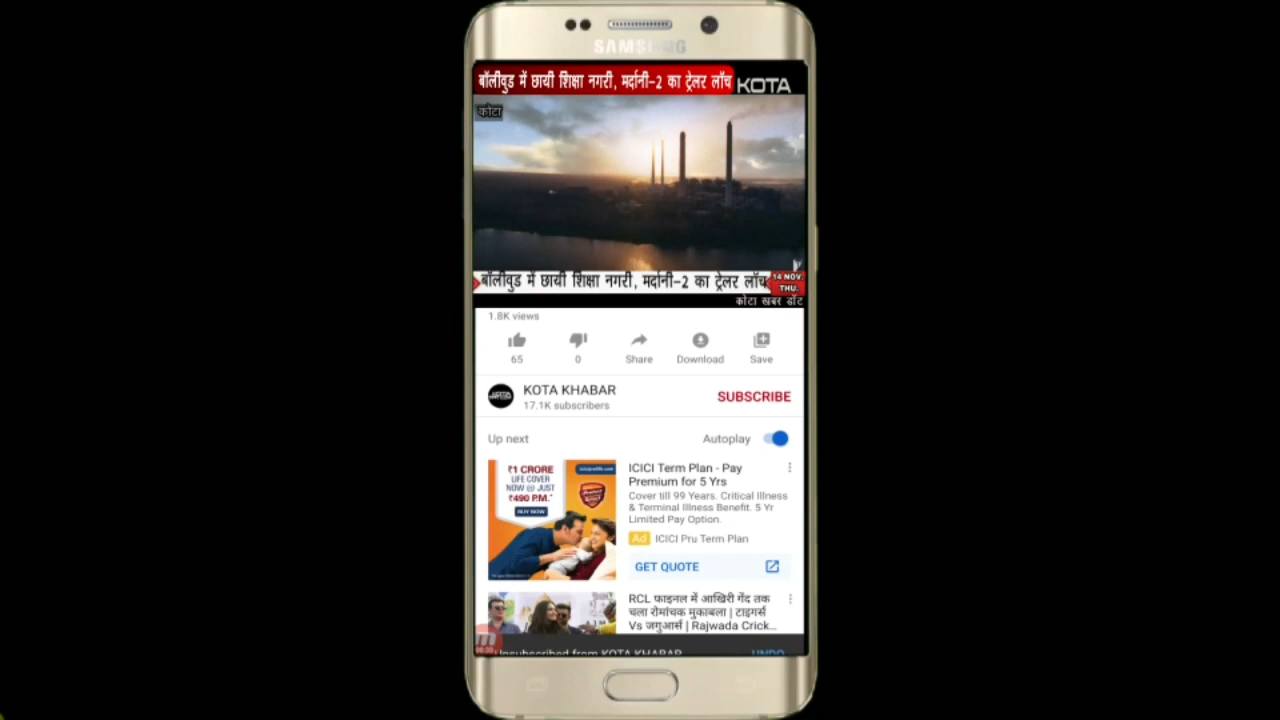 SAMSUNG
बॉलीवुड में छायी शिक्षा नगरी, मर्दानी-2 का ट्रेलर लॉच
KOTA
कोटा
बॉलीवुड में छायी शिक्षा नगरी, मर्दानी-2 का ट्रेलर लॉच
14 NOV.
THU.
कोटा खबर डॉट
1.8K views
65
0
Share
Download
Save
KOTA KHABAR
17.1K subscribers
SUBSCRIBE
Up next
Autoplay
₹1 CRORE
LIFE COVER
NOW @ JUST
₹490 P.M.*
BUY NOW
ICICI Term Plan - Pay
Premium for 5 Yrs
Cover till 99 Years. Critical Illness
& Terminal Illness Benefit. 5 Yr
Limited Pay Option.
Ad ICICI Pru Term Plan
GET QUOTE
RCL फाइनल में आखिरी गेंद तक
चला रोमांचक मुकाबला | टाइगर्स
Vs जगुआर्स | Rajwada Crick...
Unsubscribed from KOTA KHABAR
UNDO